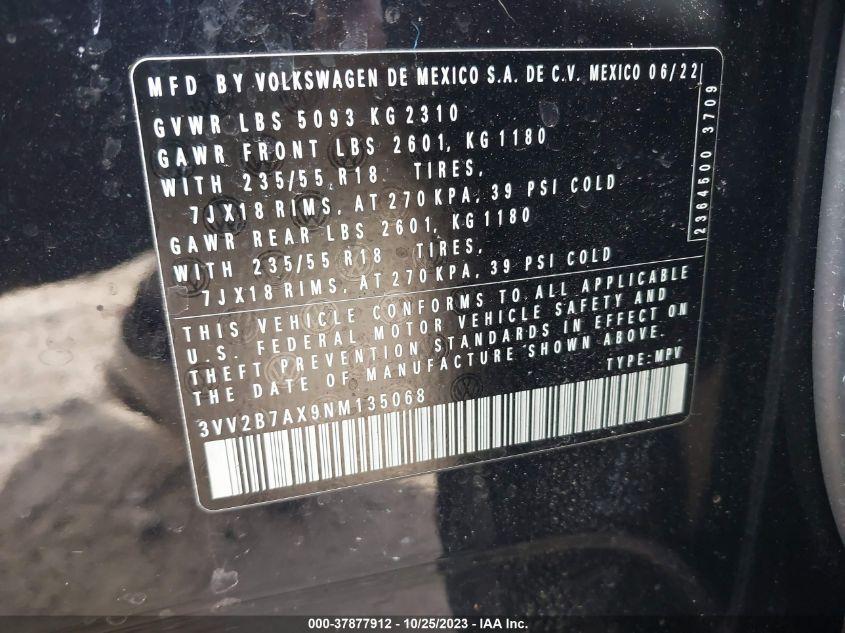 MFD BY VOLKSWAGEN DE MEXICO S.A. DE C.V. MEXICO 06/22
GVWR LBS 5093 KG 2310
GAWR FRONT LBS 2601, KG 1180
WITH 235/55 R18 TIRES,
7JX18 RIMS, AT 270 KPA, 39 PSI COLD
GAWR REAR LBS 2601, KG 1180
WITH 235/55 R18 TIRES,
7JX18 RIMS, AT 270 KPA, 39 PSI COLD
2364500 3709
THIS VEHICLE CONFORMS TO ALL APPLICABLE
U.S. FEDERAL MOTOR VEHICLE SAFETY AND
THEFT PREVENTION STANDARDS IN EFFECT ON
THE DATE OF MANUFACTURE SHOWN ABOVE.
TYPE: MPV
3VV2B7AX9NM135068
000-37877912 - 10/25/2023 - IAA Inc.